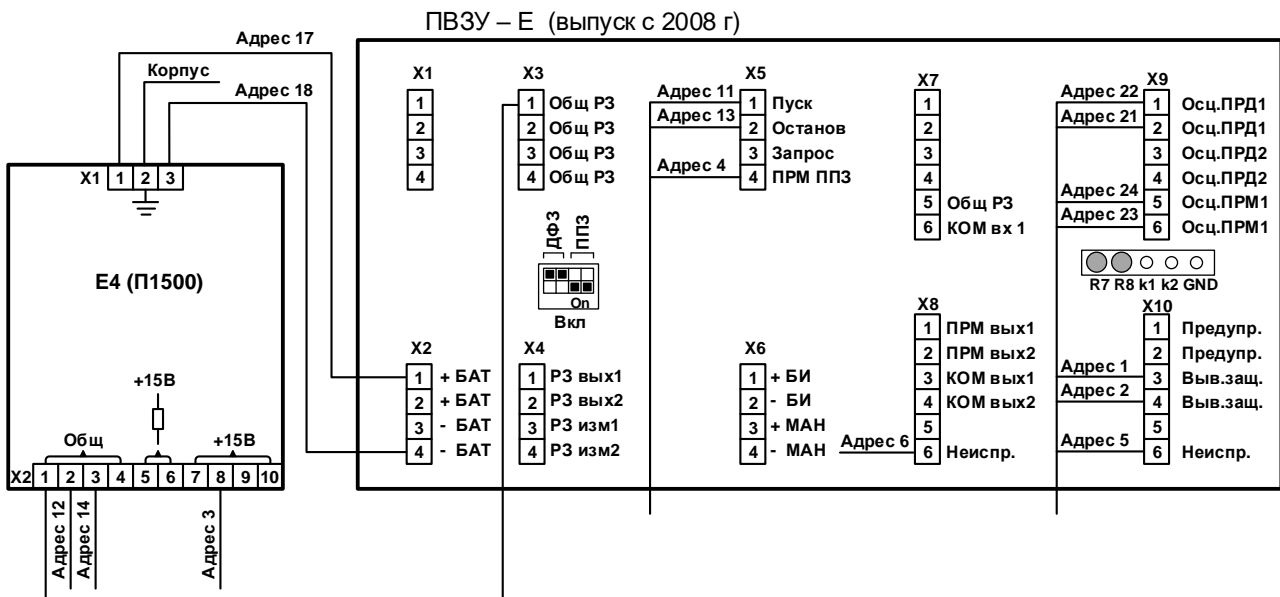 ПВЗУ – Е (выпуск с 2008 г)
Адрес 17
Корпус
Адрес 18
X1 1 2 3
E4 (П1500)
+15В
Общ
+15В
X2 1 2 3 4 5 6 7 8 9 10
Адрес 12
Адрес 14
Адрес 3
X1
1
2
3
4
X3
1 Общ РЗ
2 Общ РЗ
3 Общ РЗ
4 Общ РЗ
ДФЗ
ППЗ
On
Вкл
X2
1 + БАТ
2 + БАТ
3 - БАТ
4 - БАТ
X4
1 РЗ вых1
2 РЗ вых2
3 РЗ изм1
4 РЗ изм2
X5
Адрес 11 1 Пуск
Адрес 13 2 Останов
3 Запрос
Адрес 4 4 ПРМ ППЗ
X6
1 + БИ
2 - БИ
3 + МАН
4 - МАН
X7
1
2
3
4
5 Общ РЗ
6 КОМ вх 1
X8
1 ПРМ вых1
2 ПРМ вых2
3 КОМ вых1
4 КОМ вых2
5
Адрес 6 6 Неиспр.
X9
Адрес 22 1 Осц.ПРД1
Адрес 21 2 Осц.ПРД1
3 Осц.ПРД2
4 Осц.ПРД2
Адрес 24 5 Осц.ПРМ1
Адрес 23 6 Осц.ПРМ1
R7 R8 k1 k2 GND
X10
1 Предупр.
2 Предупр.
Адрес 1 3 Выв.защ.
Адрес 2 4 Выв.защ.
5
Адрес 5 6 Неиспр.